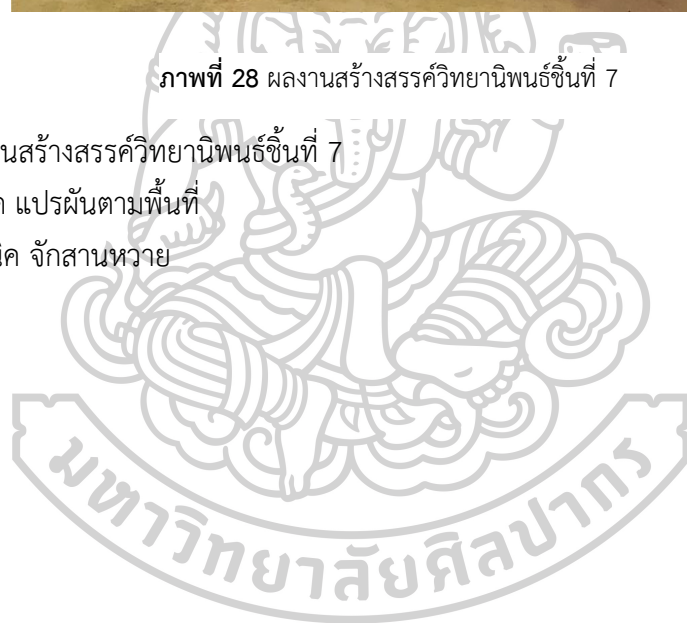 ภาพที่ 28 ผลงานสร้างสรรค์วิทยานิพนธ์ชิ้นที่ 7
นสร้างสรรค์วิทยานิพนธ์ชิ้นที่ 7
แปรผันตามพื้นที่
จักสานหวาย
มหาวิทยาลัยศิลปากร